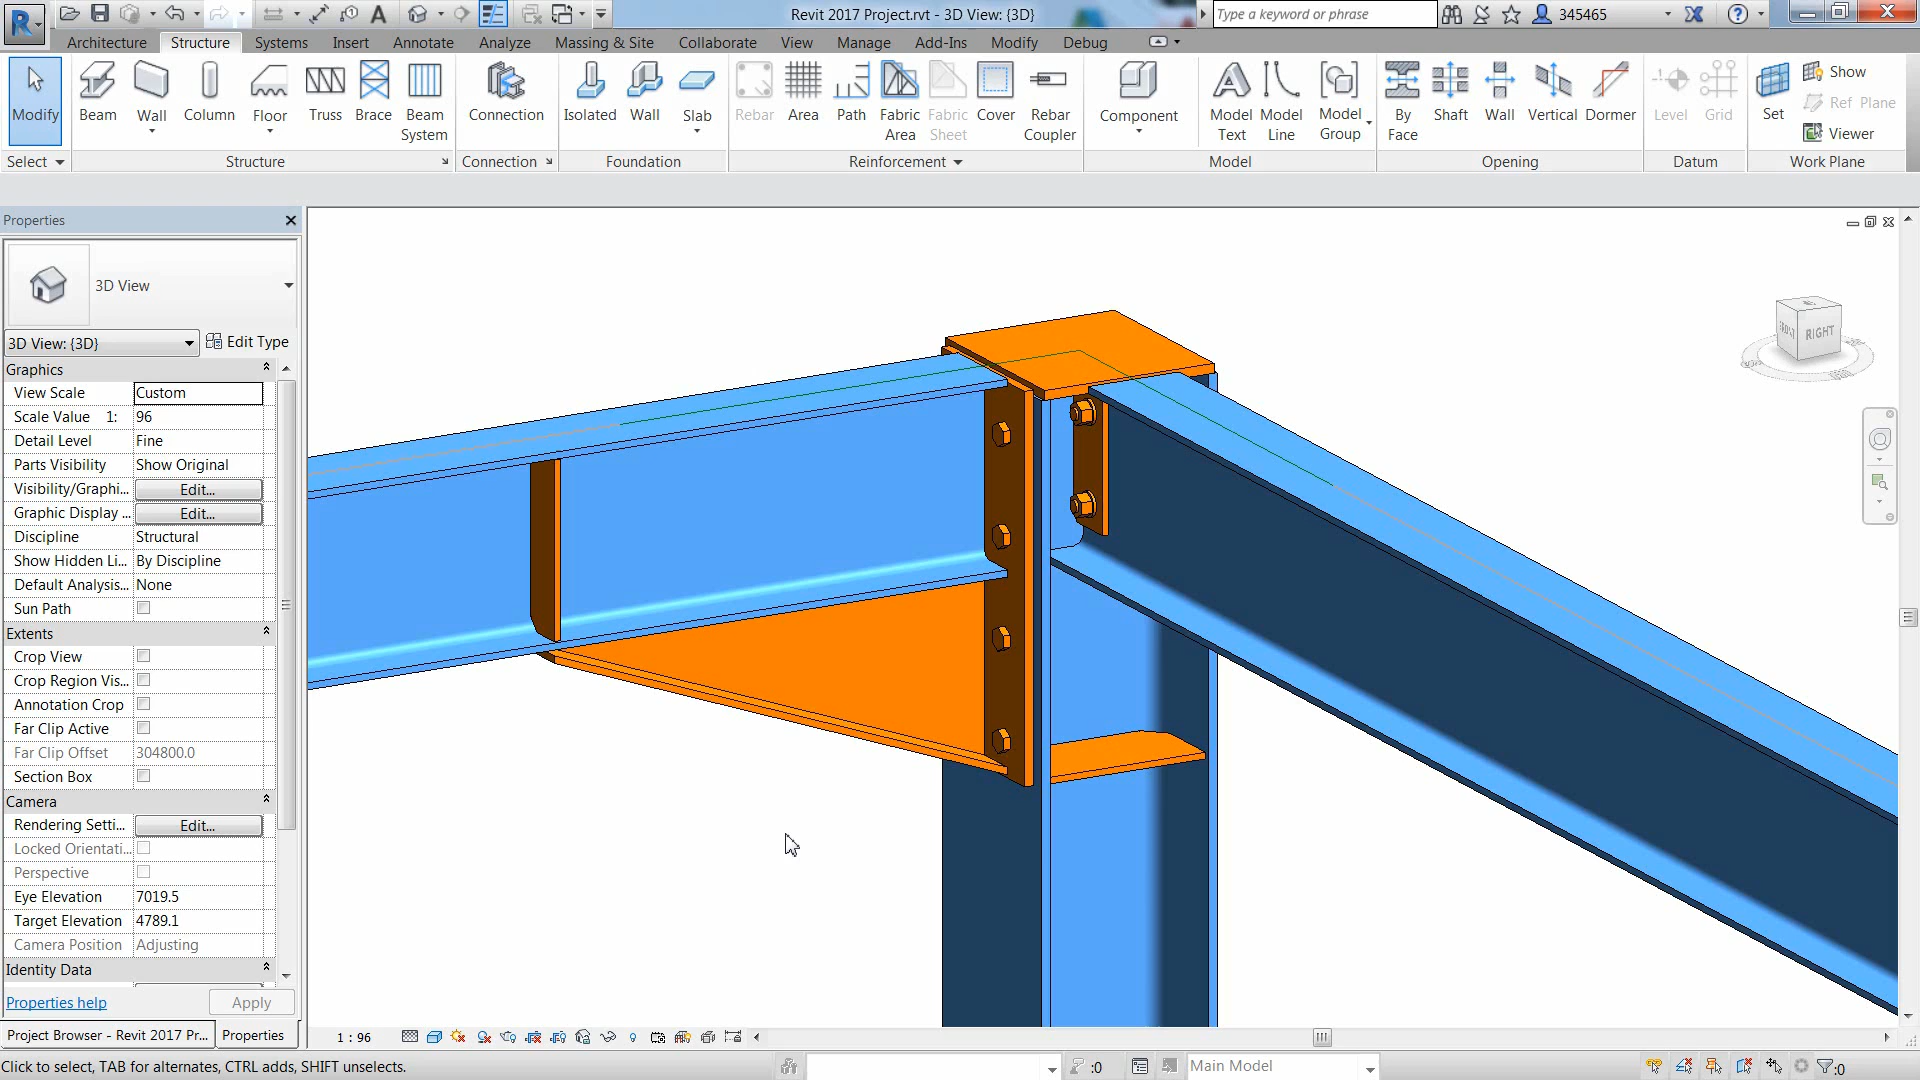 Revit 2017 Project.rvt - 3D View: {3D}
Type a keyword or phrase
345465
R
Architecture Structure Systems Insert Annotate Analyze Massing & Site Collaborate View Manage Add-Ins Modify Debug
Modify
Beam
Wall
Column
Floor
Truss
Brace
Beam System
Connection
Isolated
Wall
Slab
Rebar
Area
Path
Fabric Area
Fabric Sheet
Cover
Rebar Coupler
Component
Model Text
Model Line
Model Group
By Face
Shaft
Wall
Vertical
Dormer
Level
Grid
Set
Show
Ref Plane
Viewer
Select
Structure
Connection
Foundation
Reinforcement
Model
Opening
Datum
Work Plane
Properties
3D View
3D View: {3D}
Edit Type
Graphics
View Scale Custom
Scale Value 1: 96
Detail Level Fine
Parts Visibility Show Original
Visibility/Graphi... Edit...
Graphic Display ... Edit...
Discipline Structural
Show Hidden Li... By Discipline
Default Analysis... None
Sun Path
Extents
Crop View
Crop Region Vis...
Annotation Crop
Far Clip Active
Far Clip Offset 304800.0
Section Box
Camera
Rendering Setti... Edit...
Locked Orientati...
Perspective
Eye Elevation 7019.5
Target Elevation 4789.1
Camera Position Adjusting
Identity Data
Properties help
Apply
Project Browser - Revit 2017 Pr...
Properties
FRONT
RIGHT
1 : 96
Click to select, TAB for alternates, CTRL adds, SHIFT unselects.
:0
Main Model
:0